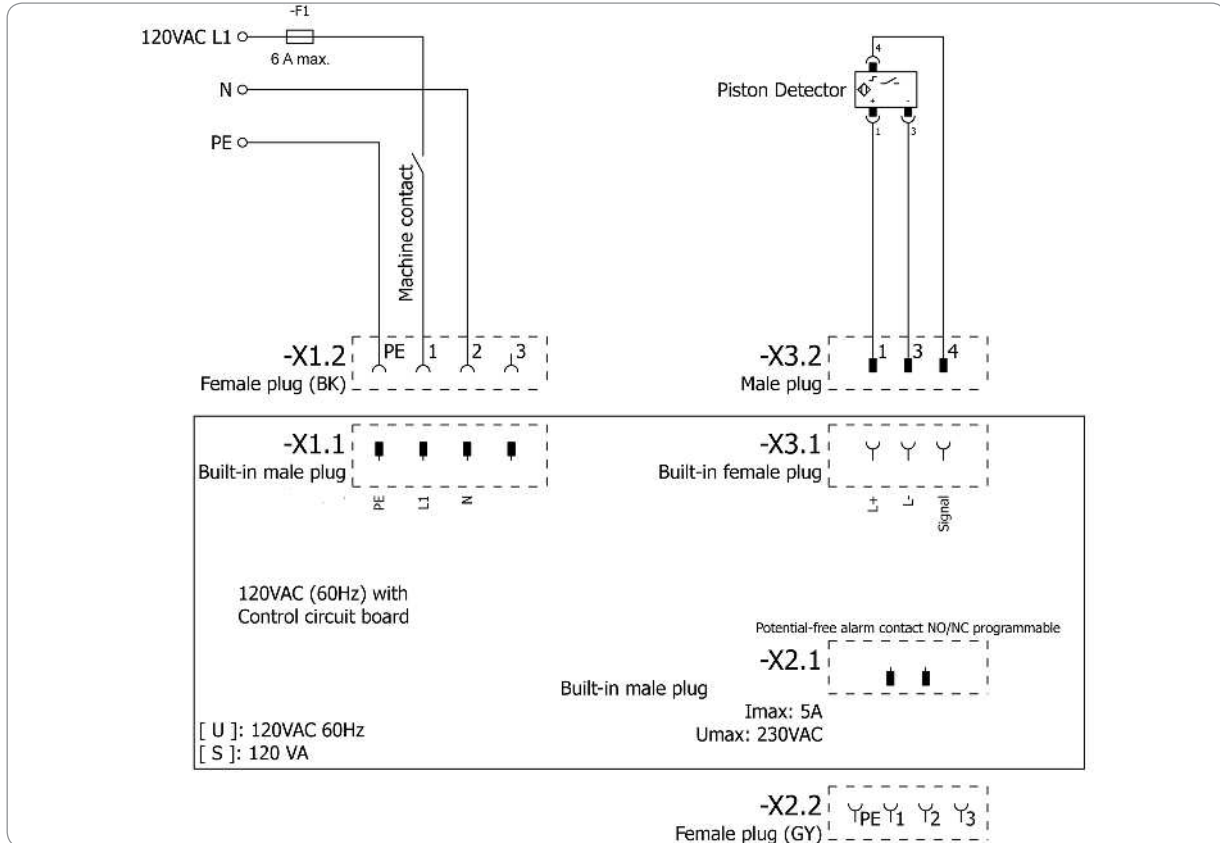 -F1
120VAC L1
6 A max.
N
PE
Machine contact
Piston Detector
4
+ -
1 3
-X1.2
PE 1 2 3
Female plug (BK)
-X3.2
1 3 4
Male plug
-X1.1
Built-in male plug
PE L1 N
-X3.1
Built-in female plug
L+ L- Signal
120VAC (60Hz) with
Control circuit board
Potential-free alarm contact NO/NC programmable
-X2.1
Built-in male plug
Imax: 5A
Umax: 230VAC
[ U ]: 120VAC 60Hz
[ S ]: 120 VA
-X2.2
PE 1 2 3
Female plug (GY)